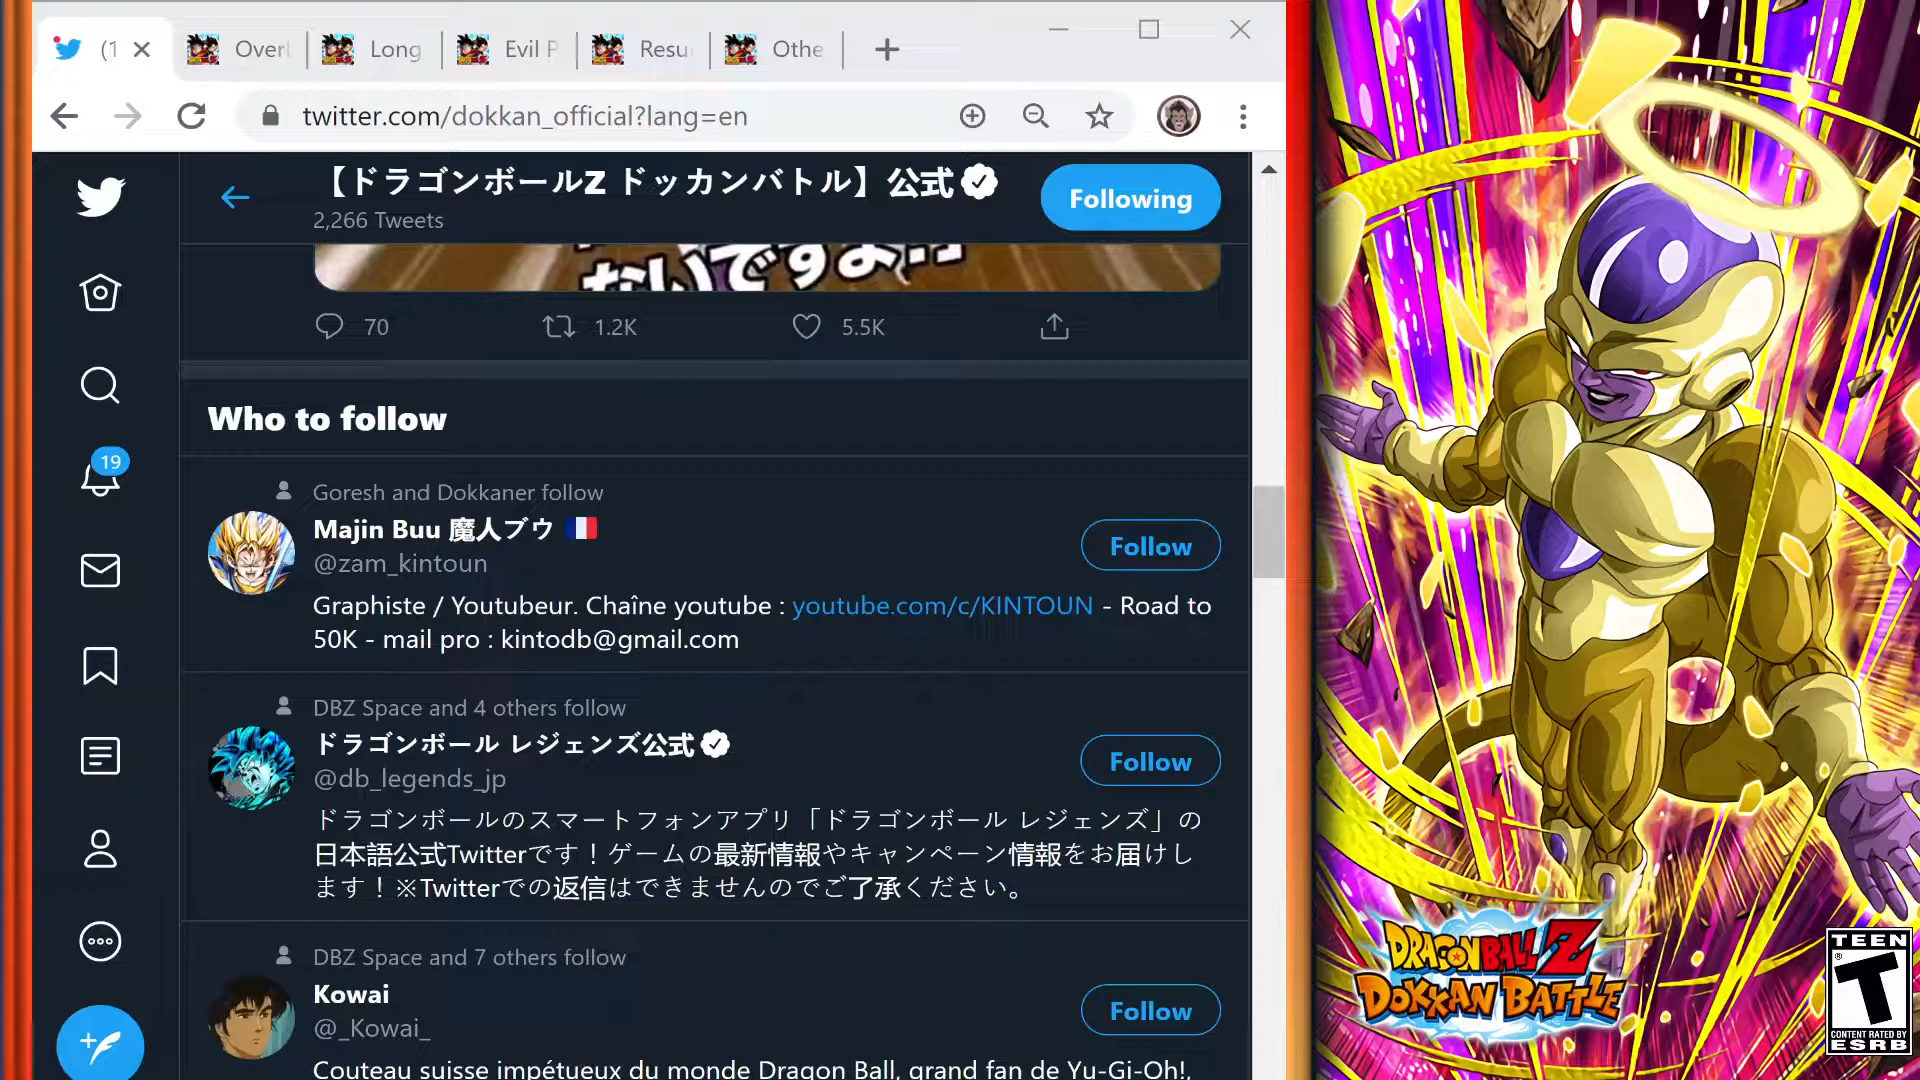 (1
Overl
Long
Evil P
Resu
Othe
twitter.com/dokkan_official?lang=en
【ドラゴンボールZ ドッカンバトル】公式
2,266 Tweets
Following
ないですよ!!
70
1.2K
5.5K
Who to follow
19
Goresh and Dokkaner follow
Majin Buu 魔人ブウ
@zam_kintoun
Follow
Graphiste / Youtubeur. Chaîne youtube : youtube.com/c/KINTOUN - Road to
50K - mail pro : kintodb@gmail.com
DBZ Space and 4 others follow
ドラゴンボール レジェンズ公式
@db_legends_jp
Follow
ドラゴンボールのスマートフォンアプリ「ドラゴンボール レジェンズ」の
日本語公式Twitterです！ゲームの最新情報やキャンペーン情報をお届けし
ます！※Twitterでの返信はできませんのでご了承ください。
DBZ Space and 7 others follow
Kowai
@_Kowai_
Follow
Couteau suisse impétueux du monde Dragon Ball, grand fan de Yu-Gi-Oh!,
DRAGONBALL Z
DOKKAN BATTLE
TEEN
T
®
CONTENT RATED BY
ESRB